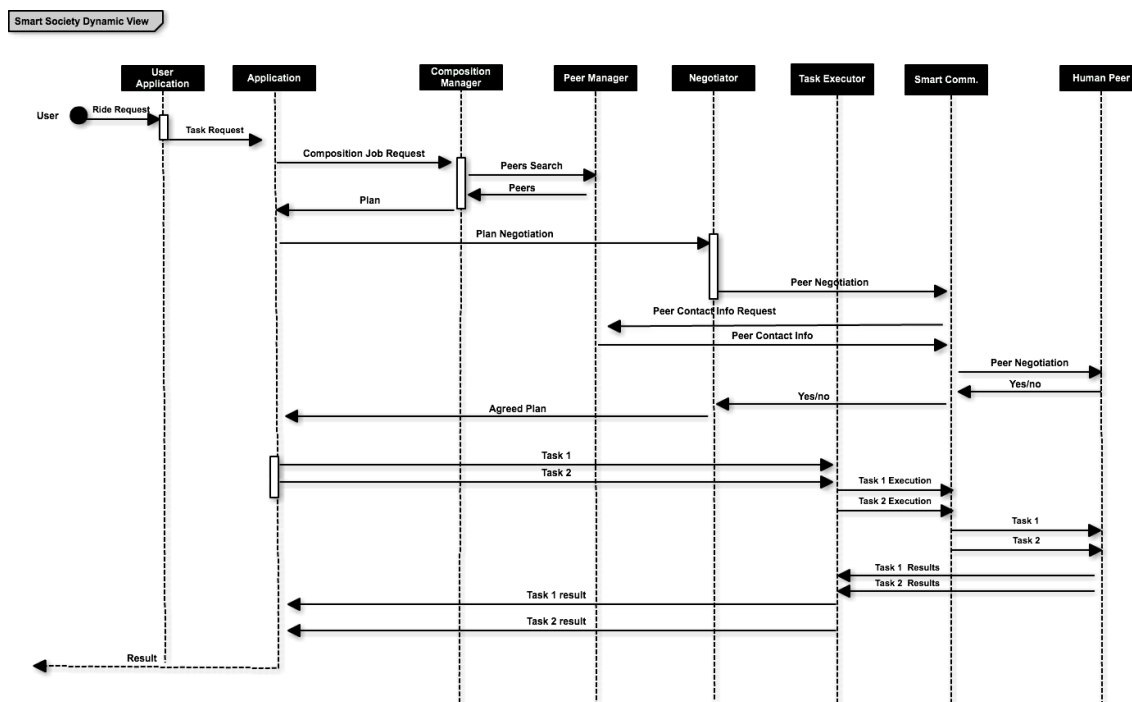 Smart Society Dynamic View
User
Application
Application
Composition
Manager
Peer Manager
Negotiator
Task Executor
Smart Comm.
Human Peer
User
Ride Request
Task Request
Composition Job Request
Peers Search
Peers
Plan
Plan Negotiation
Peer Negotiation
Peer Contact Info Request
Peer Contact Info
Peer Negotiation
Yes/no
Yes/no
Agreed Plan
Task 1
Task 2
Task 1 Execution
Task 2 Execution
Task 1
Task 2
Task 1 Results
Task 2 Results
Task 1 result
Task 2 result
Result